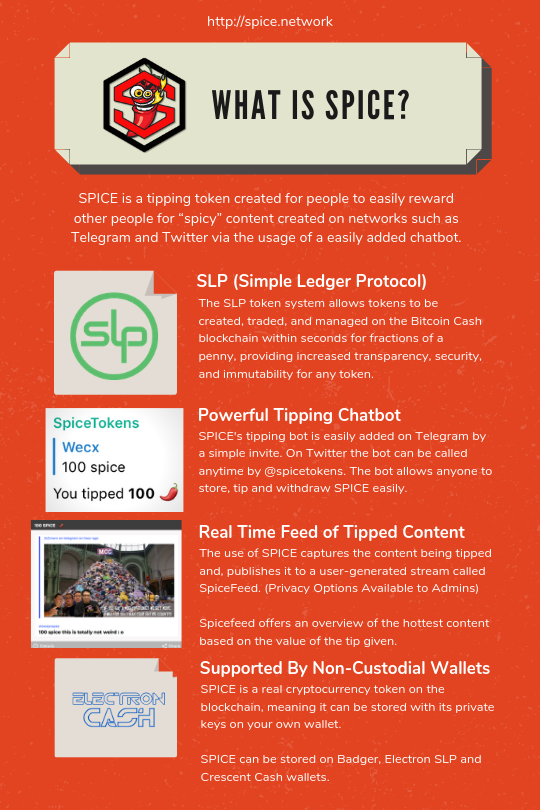 http://spice.network
WHAT IS SPICE?
SPICE is a tipping token created for people to easily reward
other people for “spicy” content created on networks such as
Telegram and Twitter via the usage of a easily added chatbot.
slp
SLP (Simple Ledger Protocol)
The SLP token system allows tokens to be
created, traded, and managed on the Bitcoin Cash
blockchain within seconds for fractions of a
penny, providing increased transparency, security,
and immutability for any token.
SpiceTokens
Wecx
100 spice
You tipped 100
Powerful Tipping Chatbot
SPICE's tipping bot is easily added on Telegram by
a simple invite. On Twitter the bot can be called
anytime by @spicetokens. The bot allows anyone to
store, tip and withdraw SPICE easily.
100 SPICE
MCC
100 spice this is totally not weird : o
Real Time Feed of Tipped Content
The use of SPICE captures the content being tipped
and, publishes it to a user-generated stream called
SpiceFeed. (Privacy Options Available to Admins)
Spicefeed offers an overview of the hottest content
based on the value of the tip given.
ELECTRON
CASH
Supported By Non-Custodial Wallets
SPICE is a real cryptocurrency token on the
blockchain, meaning it can be stored with its private
keys on your own wallet.
SPICE can be stored on Badger, Electron SLP and
Crescent Cash wallets.